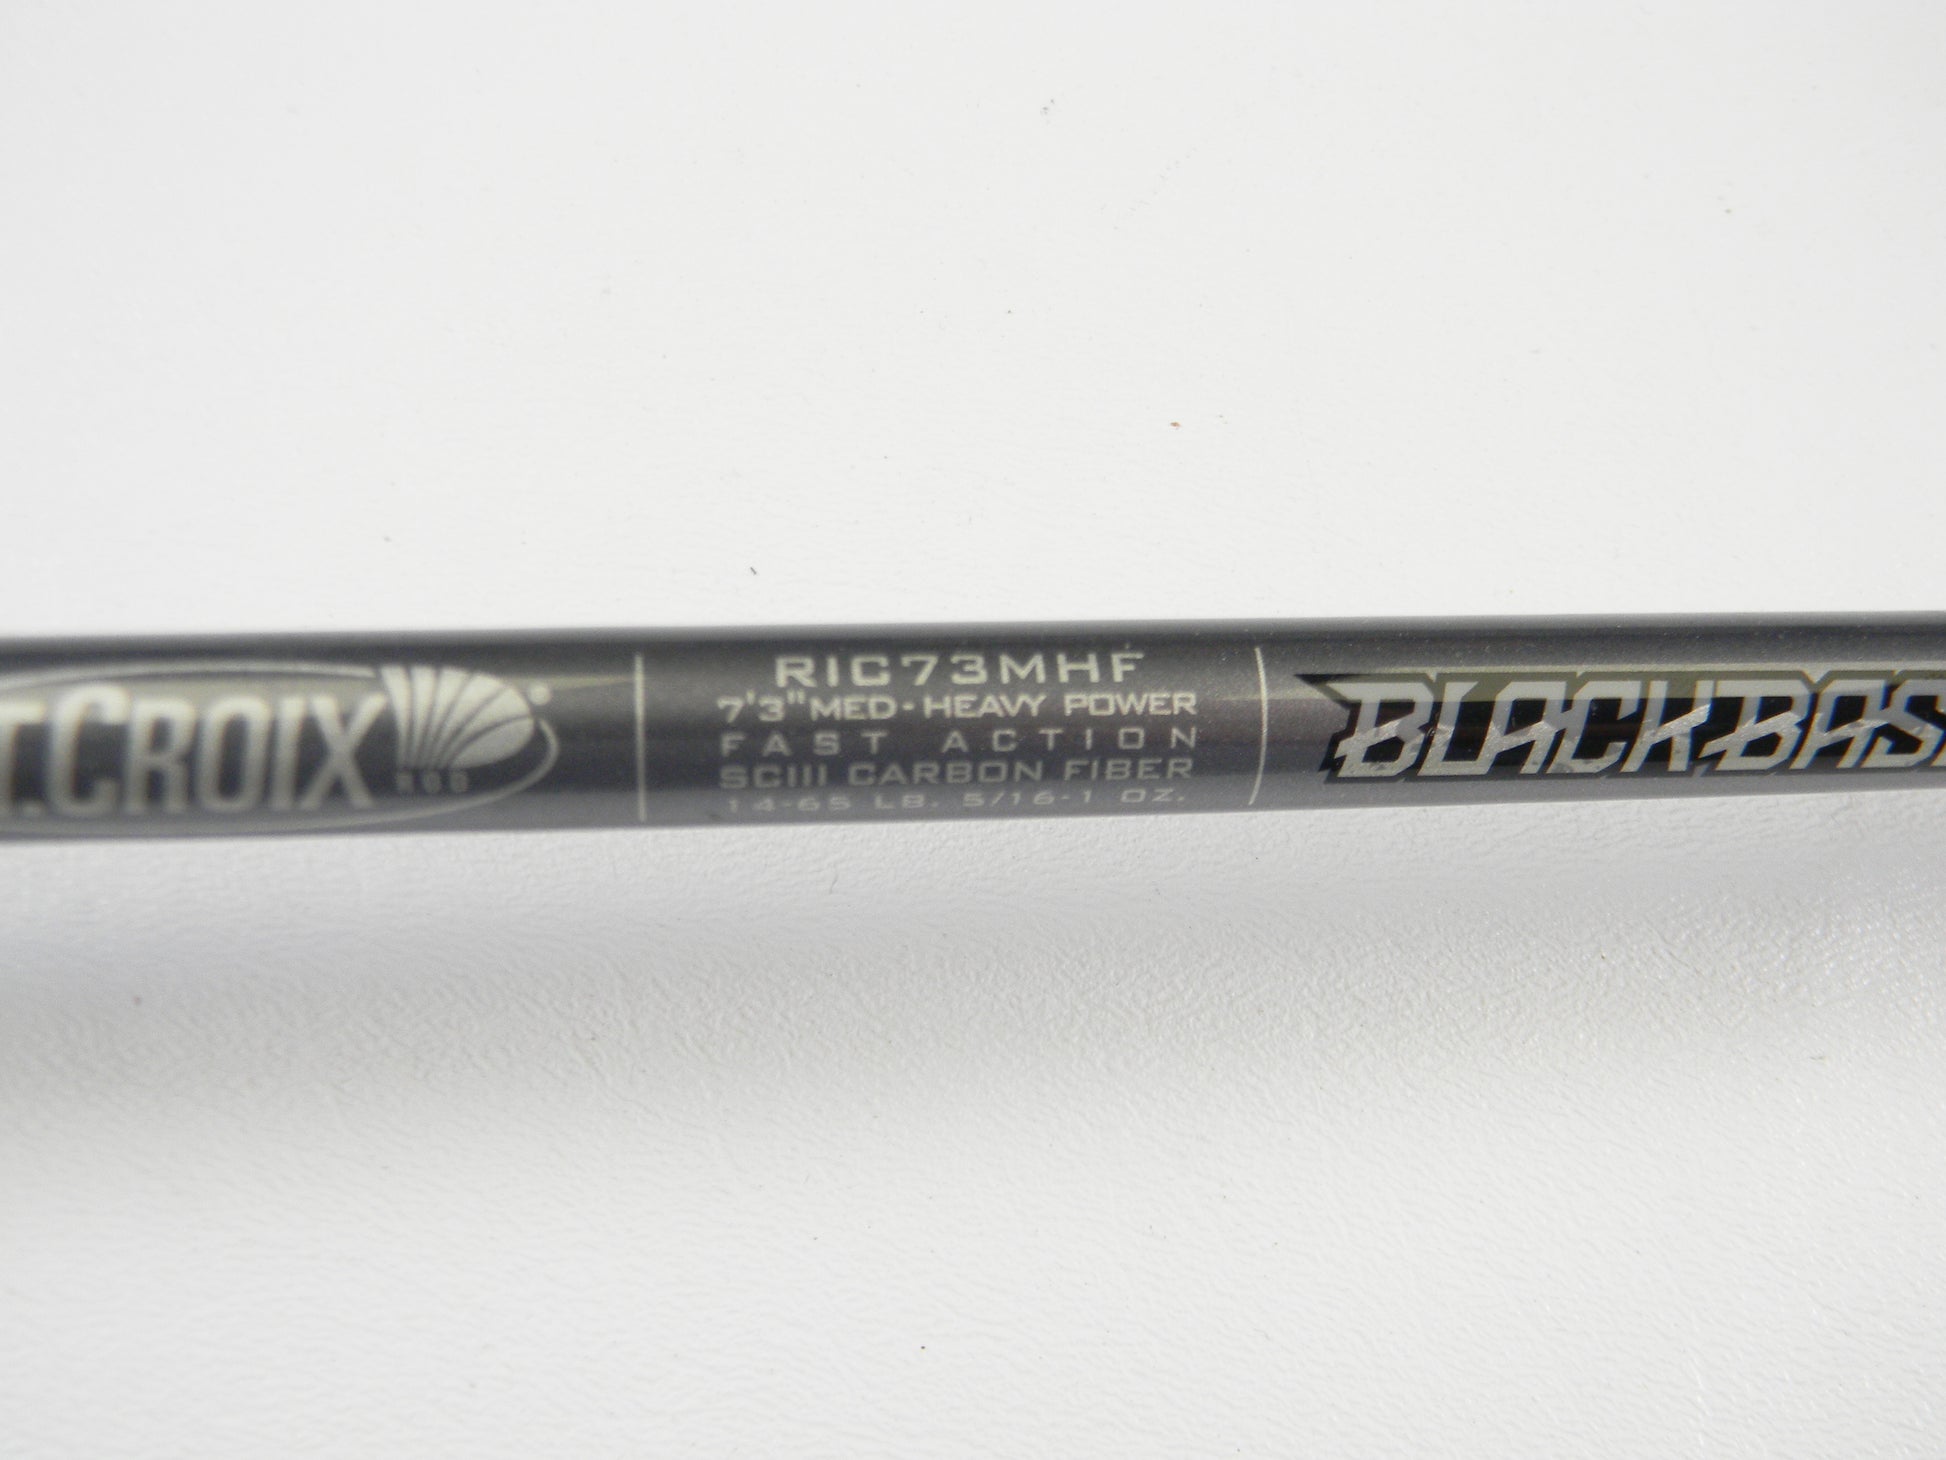 T.CROIX
ROD
®
RIC73MHF
7'3" MED-HEAVY POWER
FAST ACTION
SCIII CARBON FIBER
14-65 LB. 5/16-1 OZ.
BLACKBAS